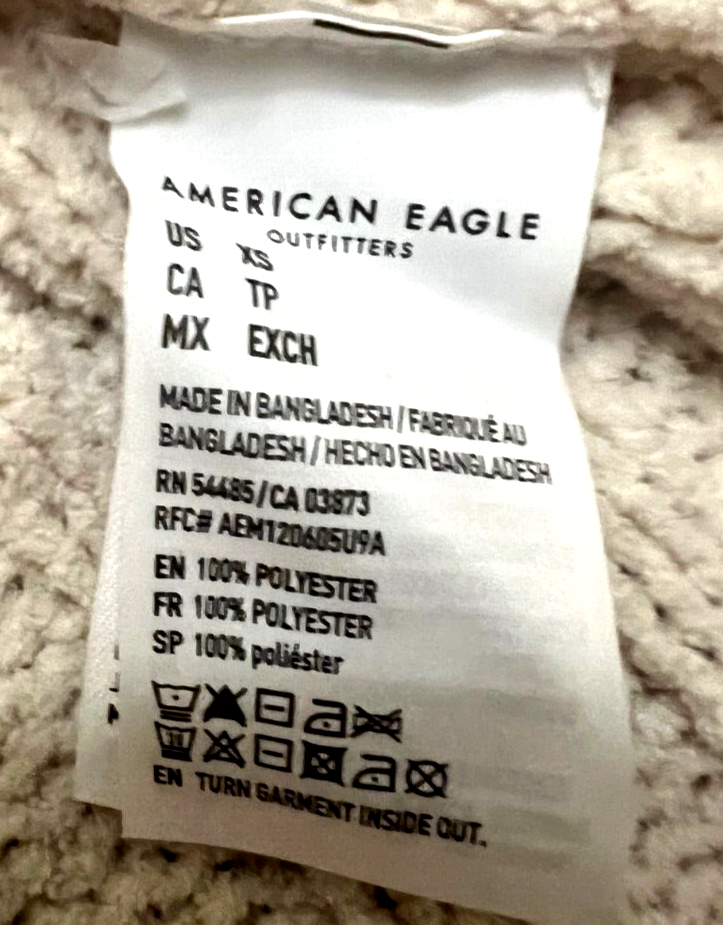 AMERICAN EAGLE
OUTFITTERS
US XS
CA TP
MX EXCH
MADE IN BANGLADESH / FABRIQUÉ AU
BANGLADESH / HECHO EN BANGLADESH
RN 54485 / CA 03873
RFC# AEM120605U9A
EN 100% POLYESTER
FR 100% POLYESTER
SP 100% poliéster
30
EN TURN GARMENT INSIDE OUT.